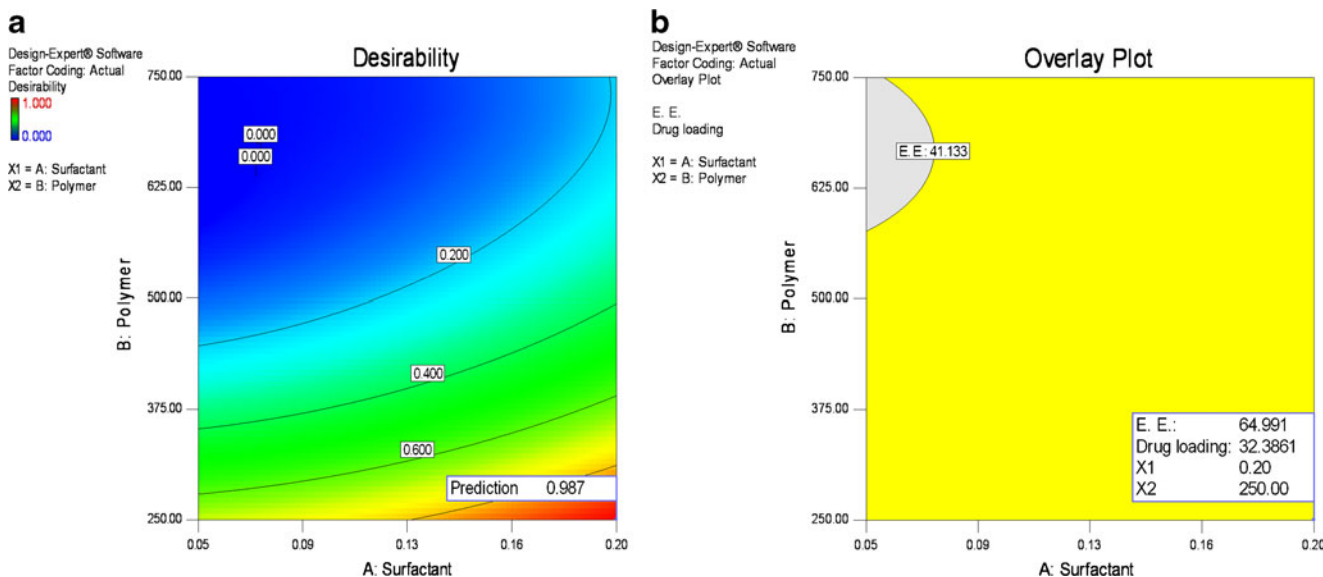 a
Design-Expert® Software
Factor Coding: Actual
Desirability
1.000
0.000
X1 = A: Surfactant
X2 = B: Polymer
Desirability
B: Polymer
750.00
625.00
500.00
375.00
250.00
0.000
0.000
0.200
0.400
0.600
Prediction 0.987
0.05
0.09
0.13
0.16
0.20
A: Surfactant
b
Design-Expert® Software
Factor Coding: Actual
Overlay Plot
E. E.
Drug loading
X1 = A: Surfactant
X2 = B: Polymer
Overlay Plot
B: Polymer
750.00
625.00
500.00
375.00
250.00
E. E.: 41.133
E. E.: 64.991
Drug loading: 32.3861
X1 0.20
X2 250.00
0.05
0.09
0.13
0.16
0.20
A: Surfactant